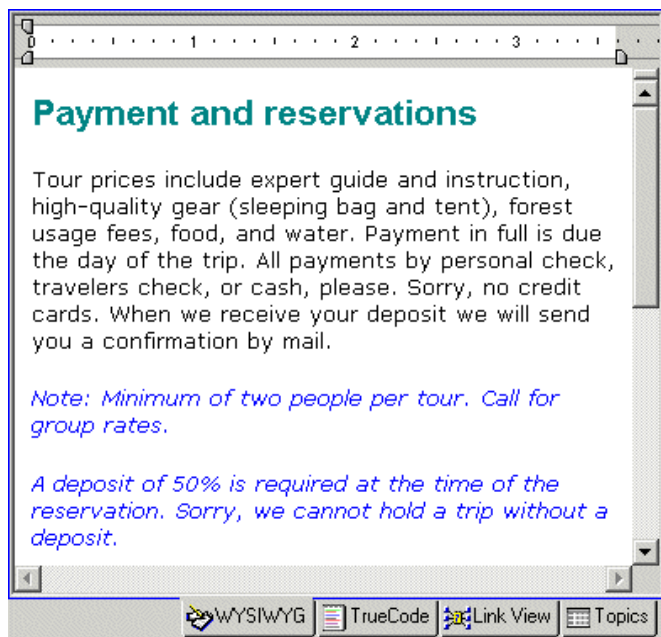 0 1 2 3
Payment and reservations
Tour prices include expert guide and instruction,
high-quality gear (sleeping bag and tent), forest
usage fees, food, and water. Payment in full is due
the day of the trip. All payments by personal check,
travelers check, or cash, please. Sorry, no credit
cards. When we receive your deposit we will send
you a confirmation by mail.
Note: Minimum of two people per tour. Call for
group rates.
A deposit of 50% is required at the time of the
reservation. Sorry, we cannot hold a trip without a
deposit.
WYSIWYG TrueCode Link View Topics